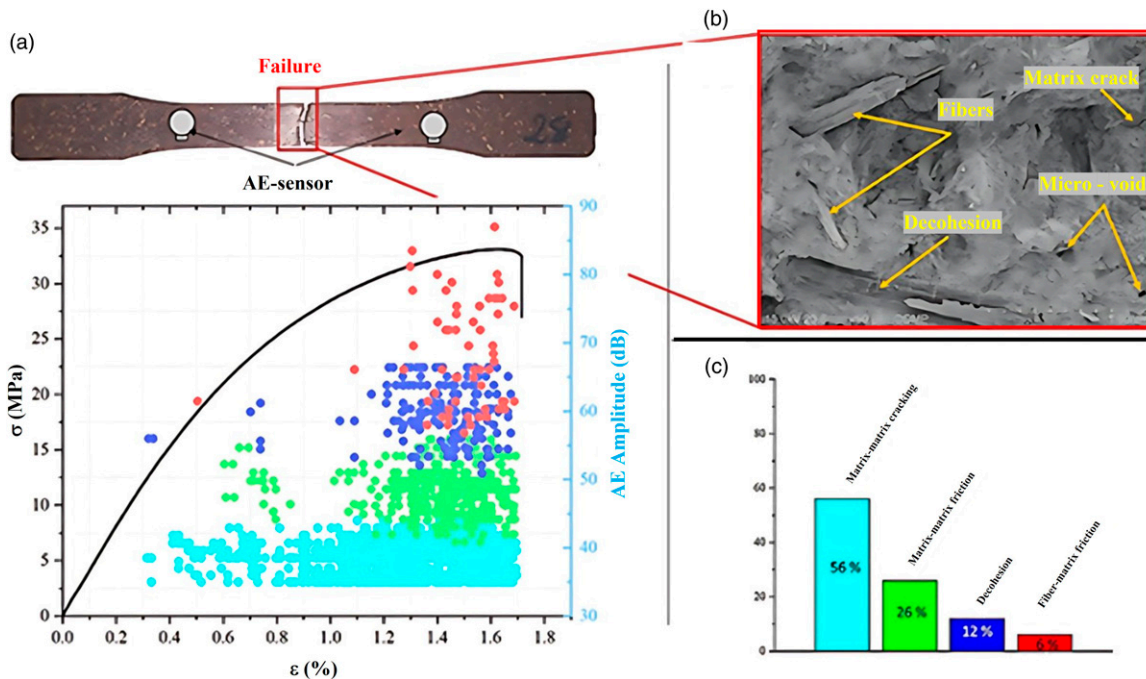 (a)
Failure
AE-sensor
σ (MPa)
35
30
25
20
15
10
5
0
0.0
0.2
0.4
0.6
0.8
1.0
1.2
1.4
1.6
1.8
ε (%)
90
80
70
60
50
40
30
AE Amplitude (dB)
(b)
Matrix crack
Fibers
Micro - void
Decohesion
(c)
100
80
60
40
20
0
Matrix-matrix cracking
Matrix-matrix friction
Decohesion
Fiber-matrix friction
56 %
26 %
12 %
6 %